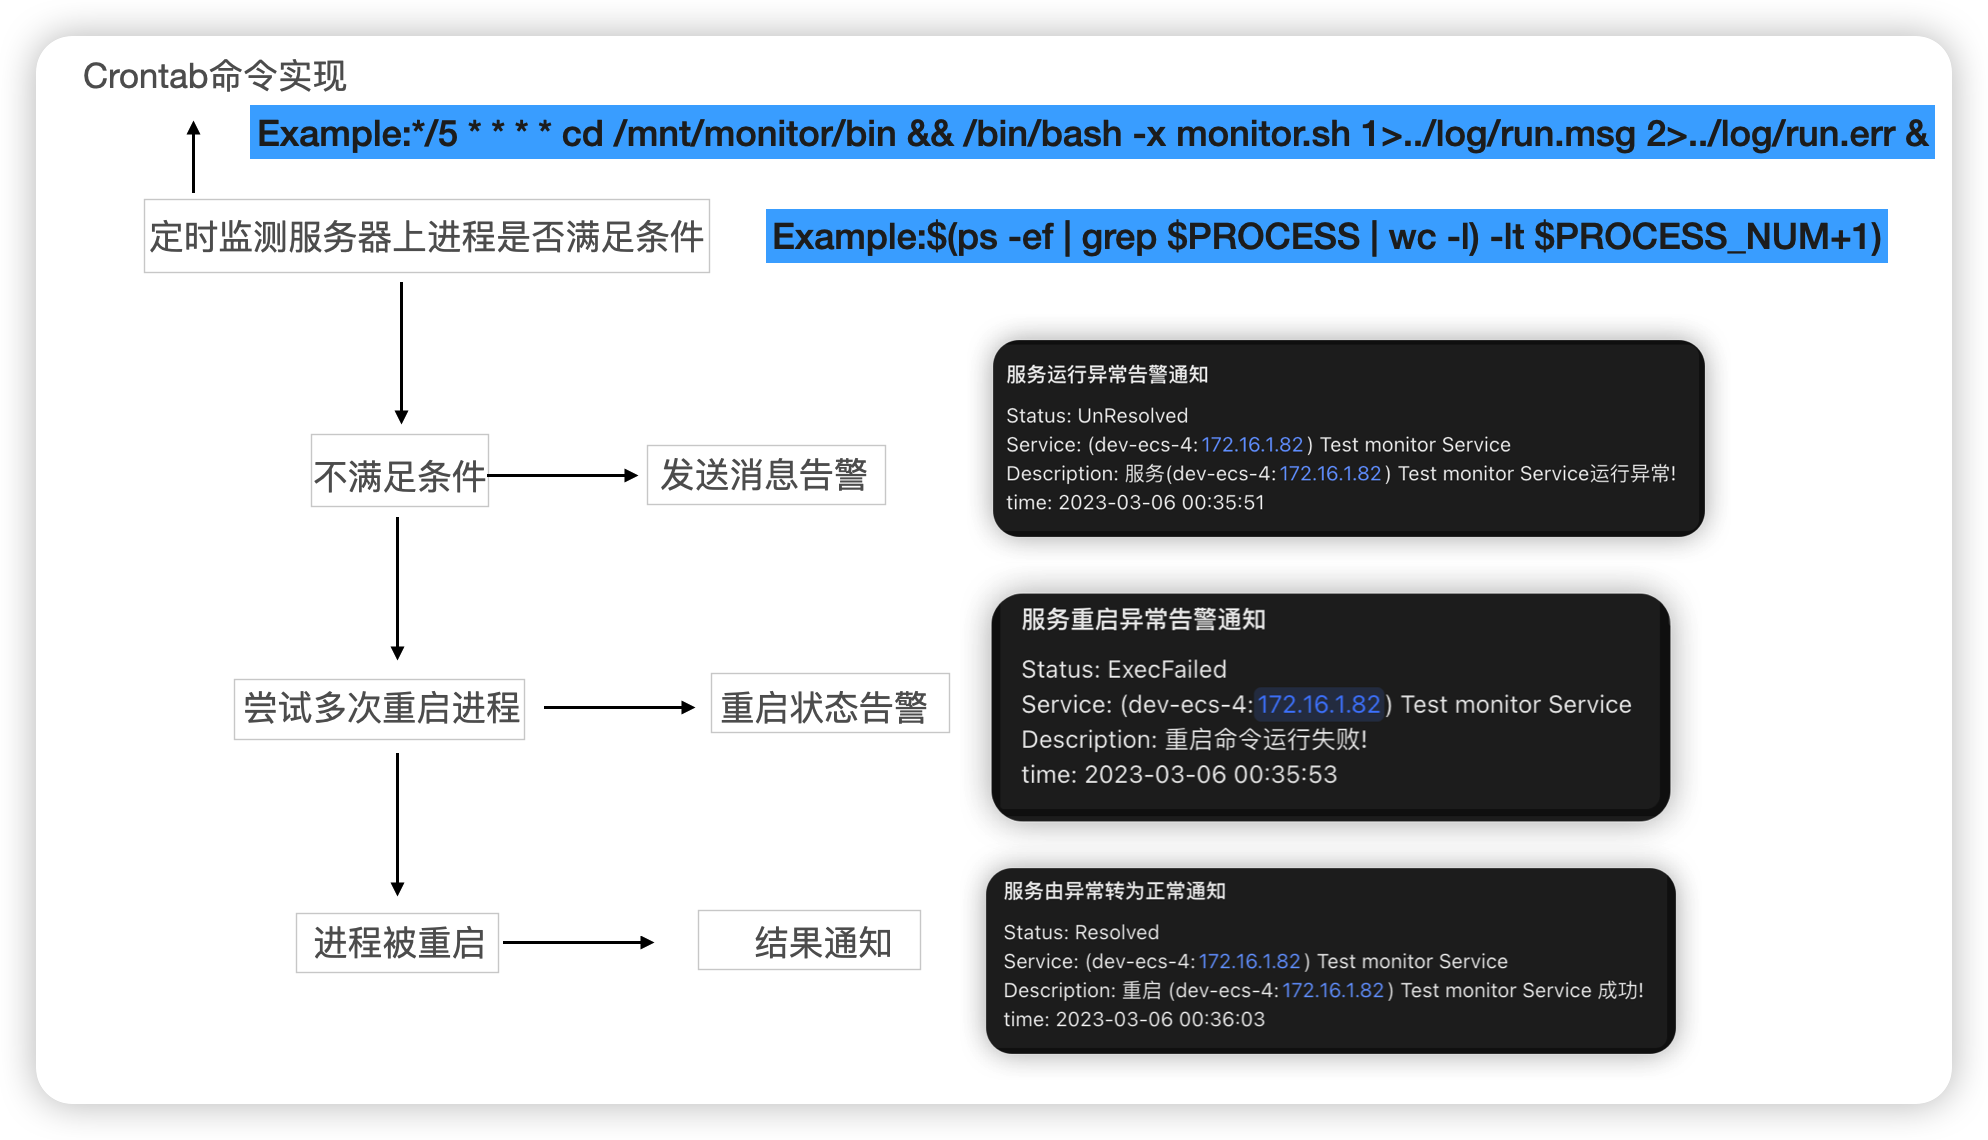 Crontab命令实现
Example:*/5 * * * * cd /mnt/monitor/bin && /bin/bash -x monitor.sh 1>../log/run.msg 2>../log/run.err &
定时监测服务器上进程是否满足条件
Example:$(ps -ef | grep $PROCESS | wc -l) -lt $PROCESS_NUM+1)
不满足条件
发送消息告警
服务运行异常告警通知
Status: UnResolved
Service: (dev-ecs-4:172.16.1.82) Test monitor Service
Description: 服务(dev-ecs-4:172.16.1.82) Test monitor Service运行异常!
time: 2023-03-06 00:35:51
尝试多次重启进程
重启状态告警
服务重启异常告警通知
Status: ExecFailed
Service: (dev-ecs-4:172.16.1.82) Test monitor Service
Description: 重启命令运行失败!
time: 2023-03-06 00:35:53
进程被重启
结果通知
服务由异常转为正常通知
Status: Resolved
Service: (dev-ecs-4:172.16.1.82) Test monitor Service
Description: 重启 (dev-ecs-4:172.16.1.82) Test monitor Service 成功!
time: 2023-03-06 00:36:03